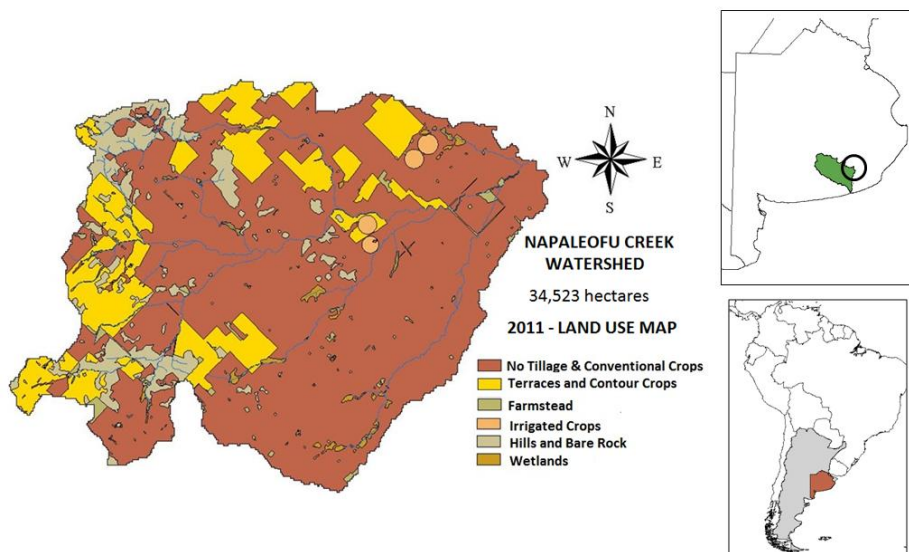 N
W
E
S
NAPALEOFU CREEK
WATERSHED
34,523 hectares
2011 - LAND USE MAP
No Tillage & Conventional Crops
Terraces and Contour Crops
Farmstead
Irrigated Crops
Hills and Bare Rock
Wetlands